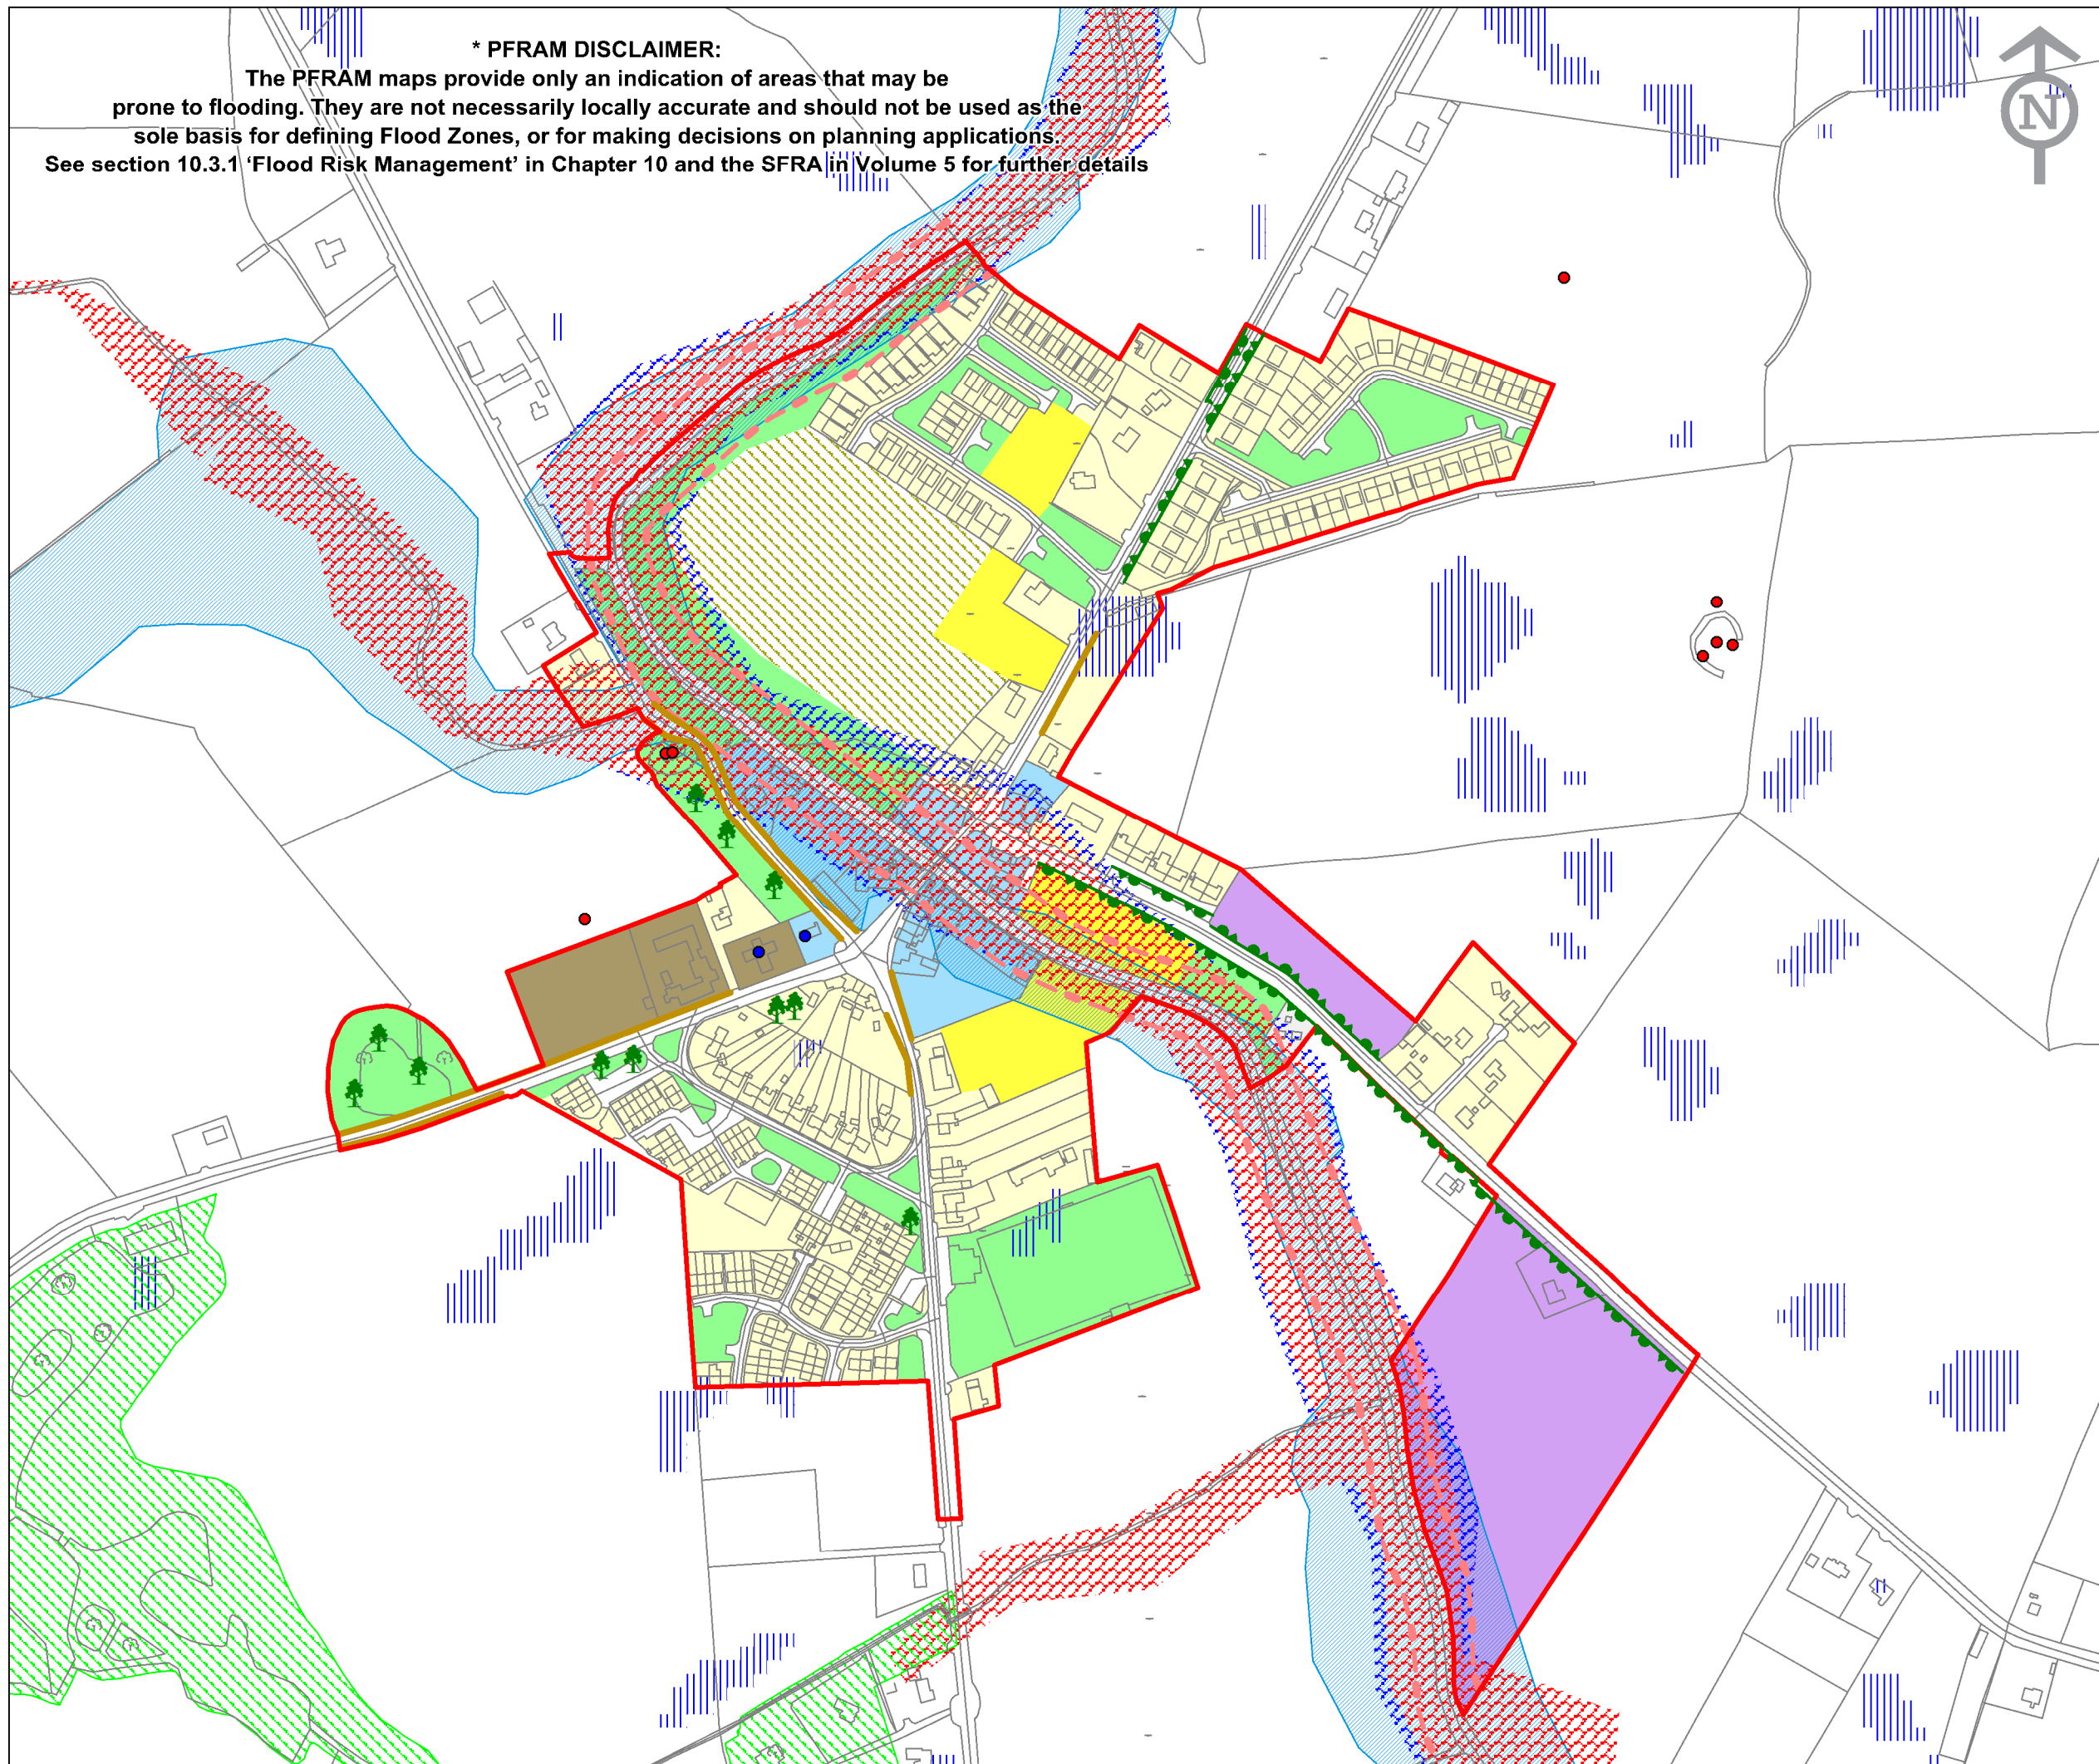 * PFRAM DISCLAIMER:
The PFRAM maps provide only an indication of areas that may be
prone to flooding. They are not necessarily locally accurate and should not be used as the
sole basis for defining Flood Zones, or for making decisions on planning applications.
See section 10.3.1 ‘Flood Risk Management’ in Chapter 10 and the SFRA in Volume 5 for further details
N